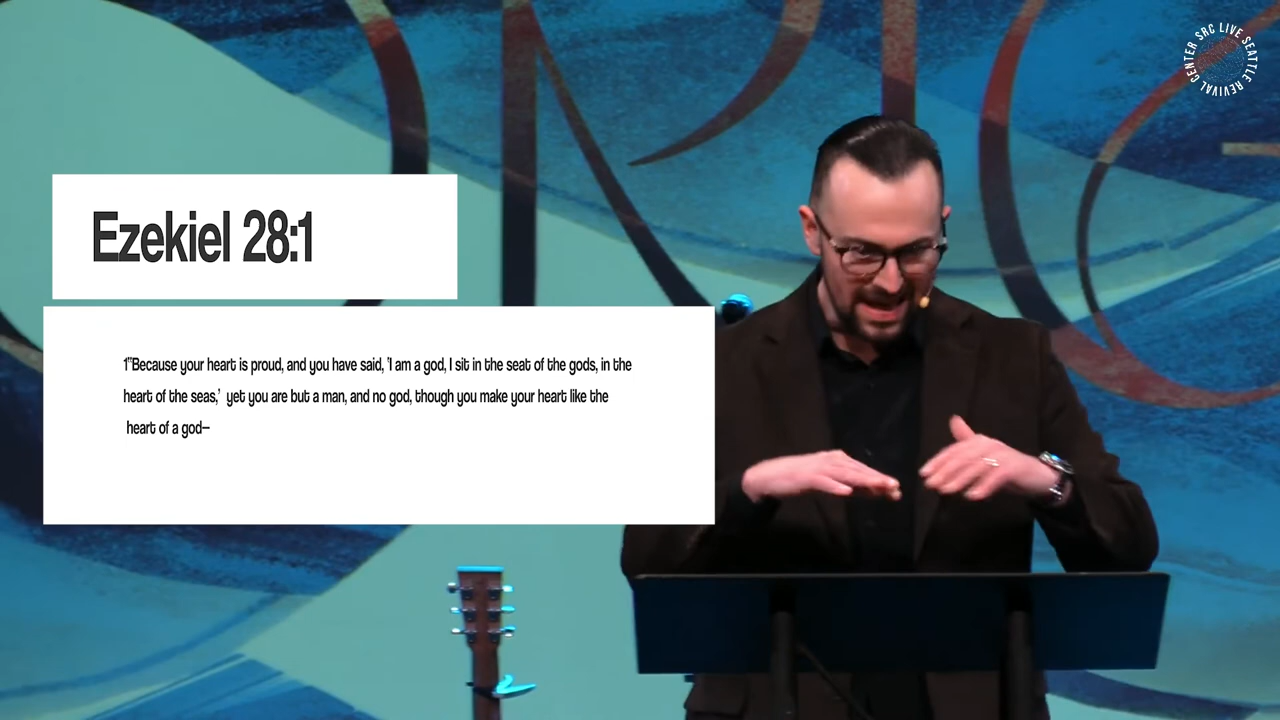 CENTER SRC LIVE SEATTLE REVIVAL
Ezekiel 28:1
1"Because your heart is proud, and you have said, 'I am a god, I sit in the seat of the gods, in the
heart of the seas,' yet you are but a man, and no god, though you make your heart like the
heart of a god—